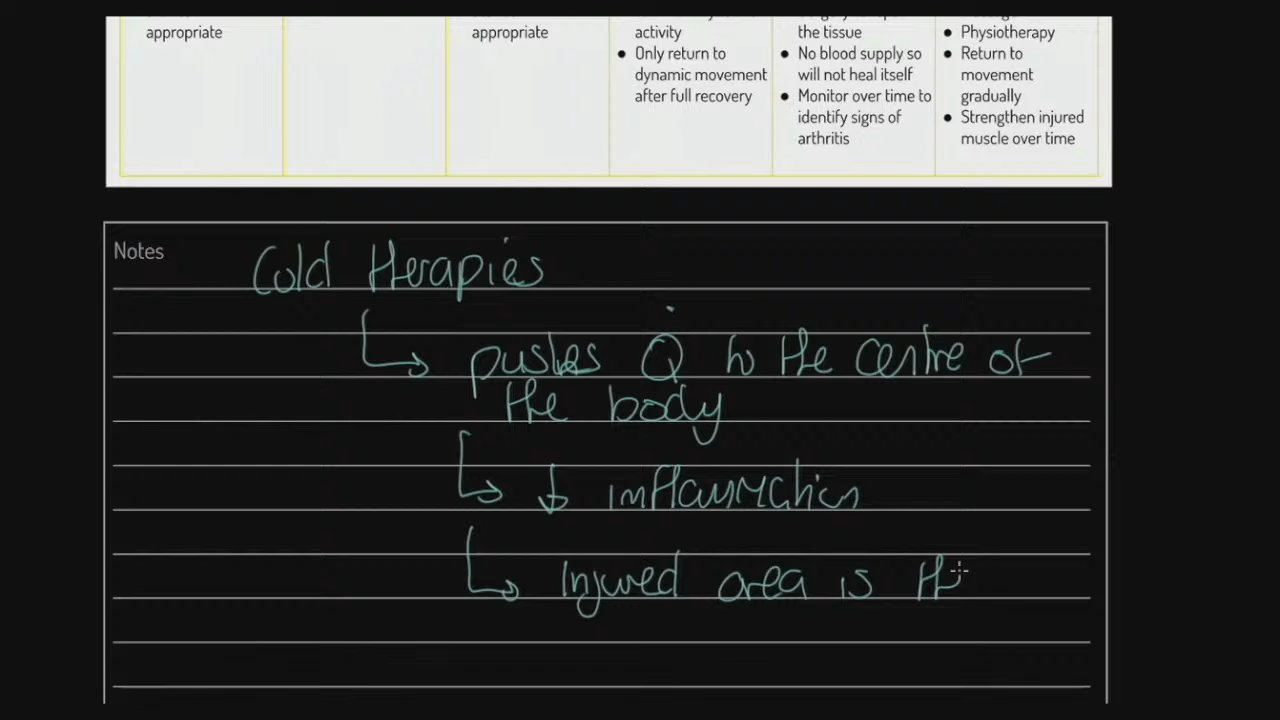 appropriate
appropriate
activity
● Only return to
dynamic movement
after full recovery
the tissue
● No blood supply so
will not heal itself
● Monitor over time to
identify signs of
arthritis
● Physiotherapy
● Return to
movement
gradually
● Strengthen injured
muscle over time
Notes
Cold therapies
↳ pushes Q̇ to the centre of
the body
↳ ↓ inflammation
↳ Injured area is th